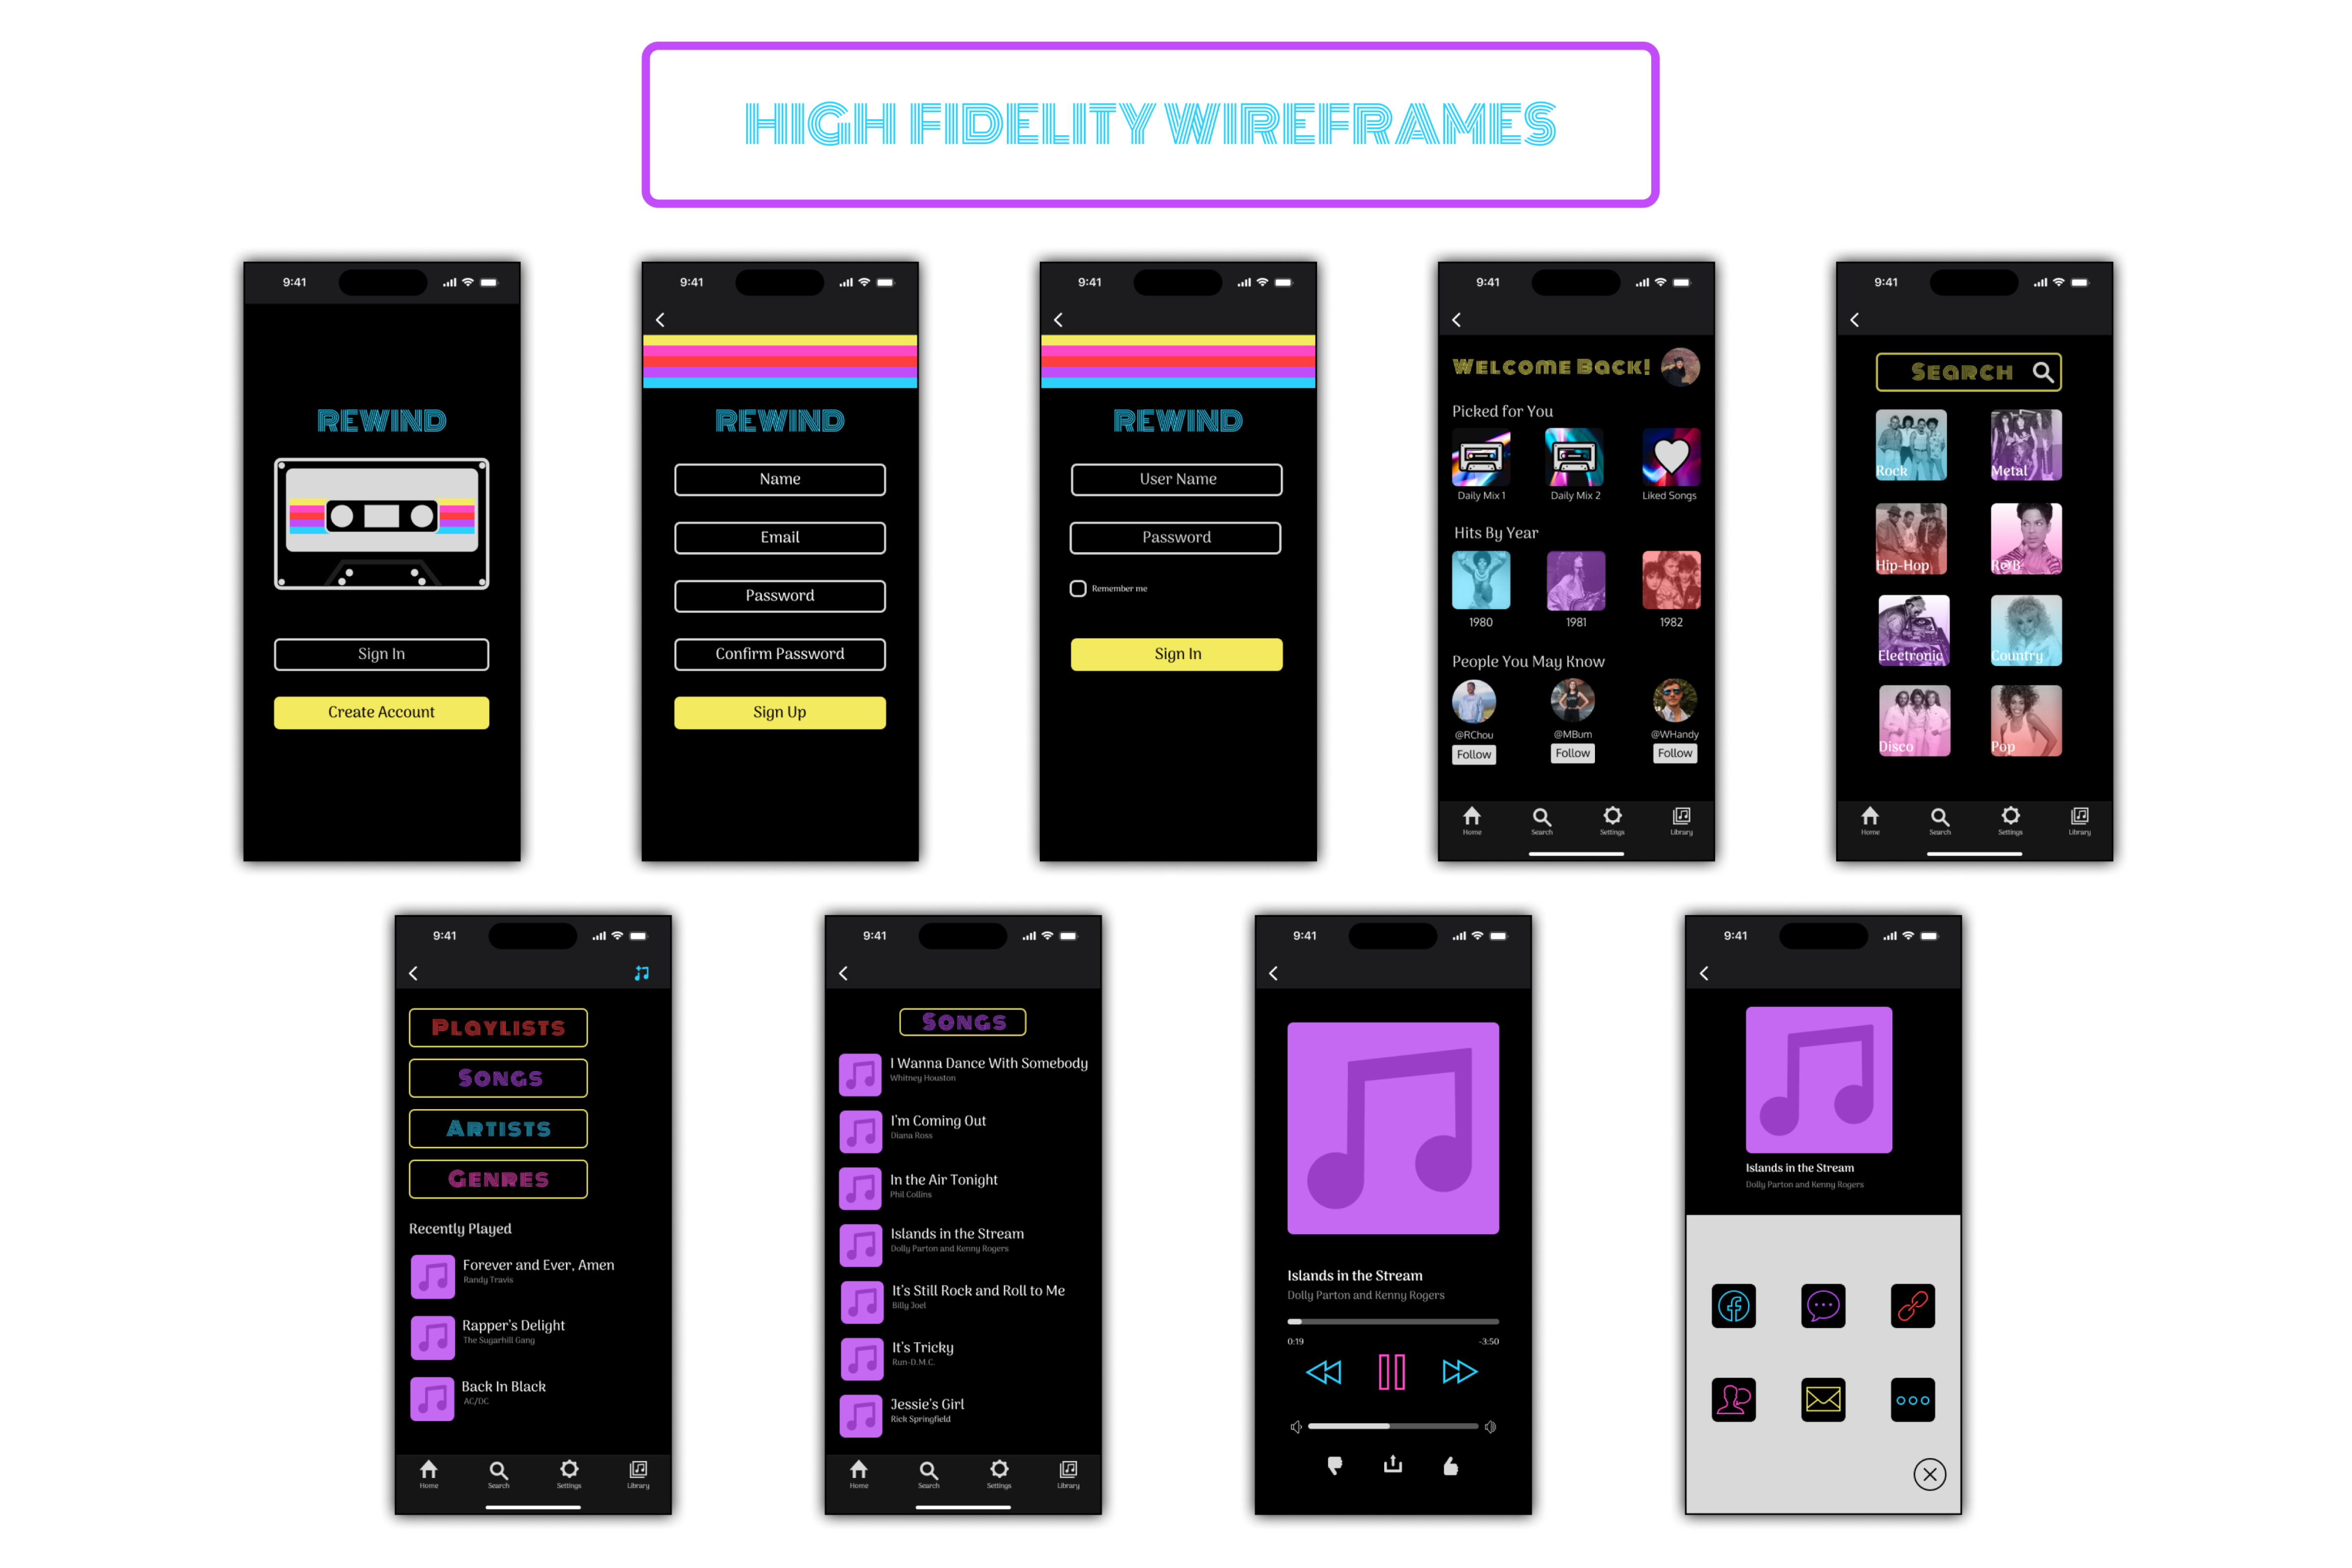 HIGH FIDELITY WIREFRAMES
9:41
REWIND
Sign In
Create Account
9:41
REWIND
Name
Email
Password
Confirm Password
Sign Up
9:41
REWIND
User Name
Password
Remember me
Sign In
9:41
Welcome Back!
Picked for You
Daily Mix 1 Daily Mix 2 Liked Songs
Hits By Year
1980 1981 1982
People You May Know
@RChou @MBum @WHandy
Follow Follow Follow
Home Search Settings Library
9:41
Search
Rock Metal
Hip-Hop R&B
Electronic Country
Disco Pop
Home Search Settings Library
9:41
Playlists
Songs
Artists
Genres
Recently Played
Forever and Ever, Amen
Randy Travis
Rapper's Delight
The Sugarhill Gang
Back In Black
AC/DC
Home Search Settings Library
9:41
Songs
I Wanna Dance With Somebody
Whitney Houston
I'm Coming Out
Diana Ross
In the Air Tonight
Phil Collins
Islands in the Stream
Dolly Parton and Kenny Rogers
It's Still Rock and Roll to Me
Billy Joel
It's Tricky
Run-D.M.C.
Jessie's Girl
Rick Springfield
Home Search Settings Library
9:41
Islands in the Stream
Dolly Parton and Kenny Rogers
0:19 -3:50
9:41
Islands in the Stream
Dolly Parton and Kenny Rogers